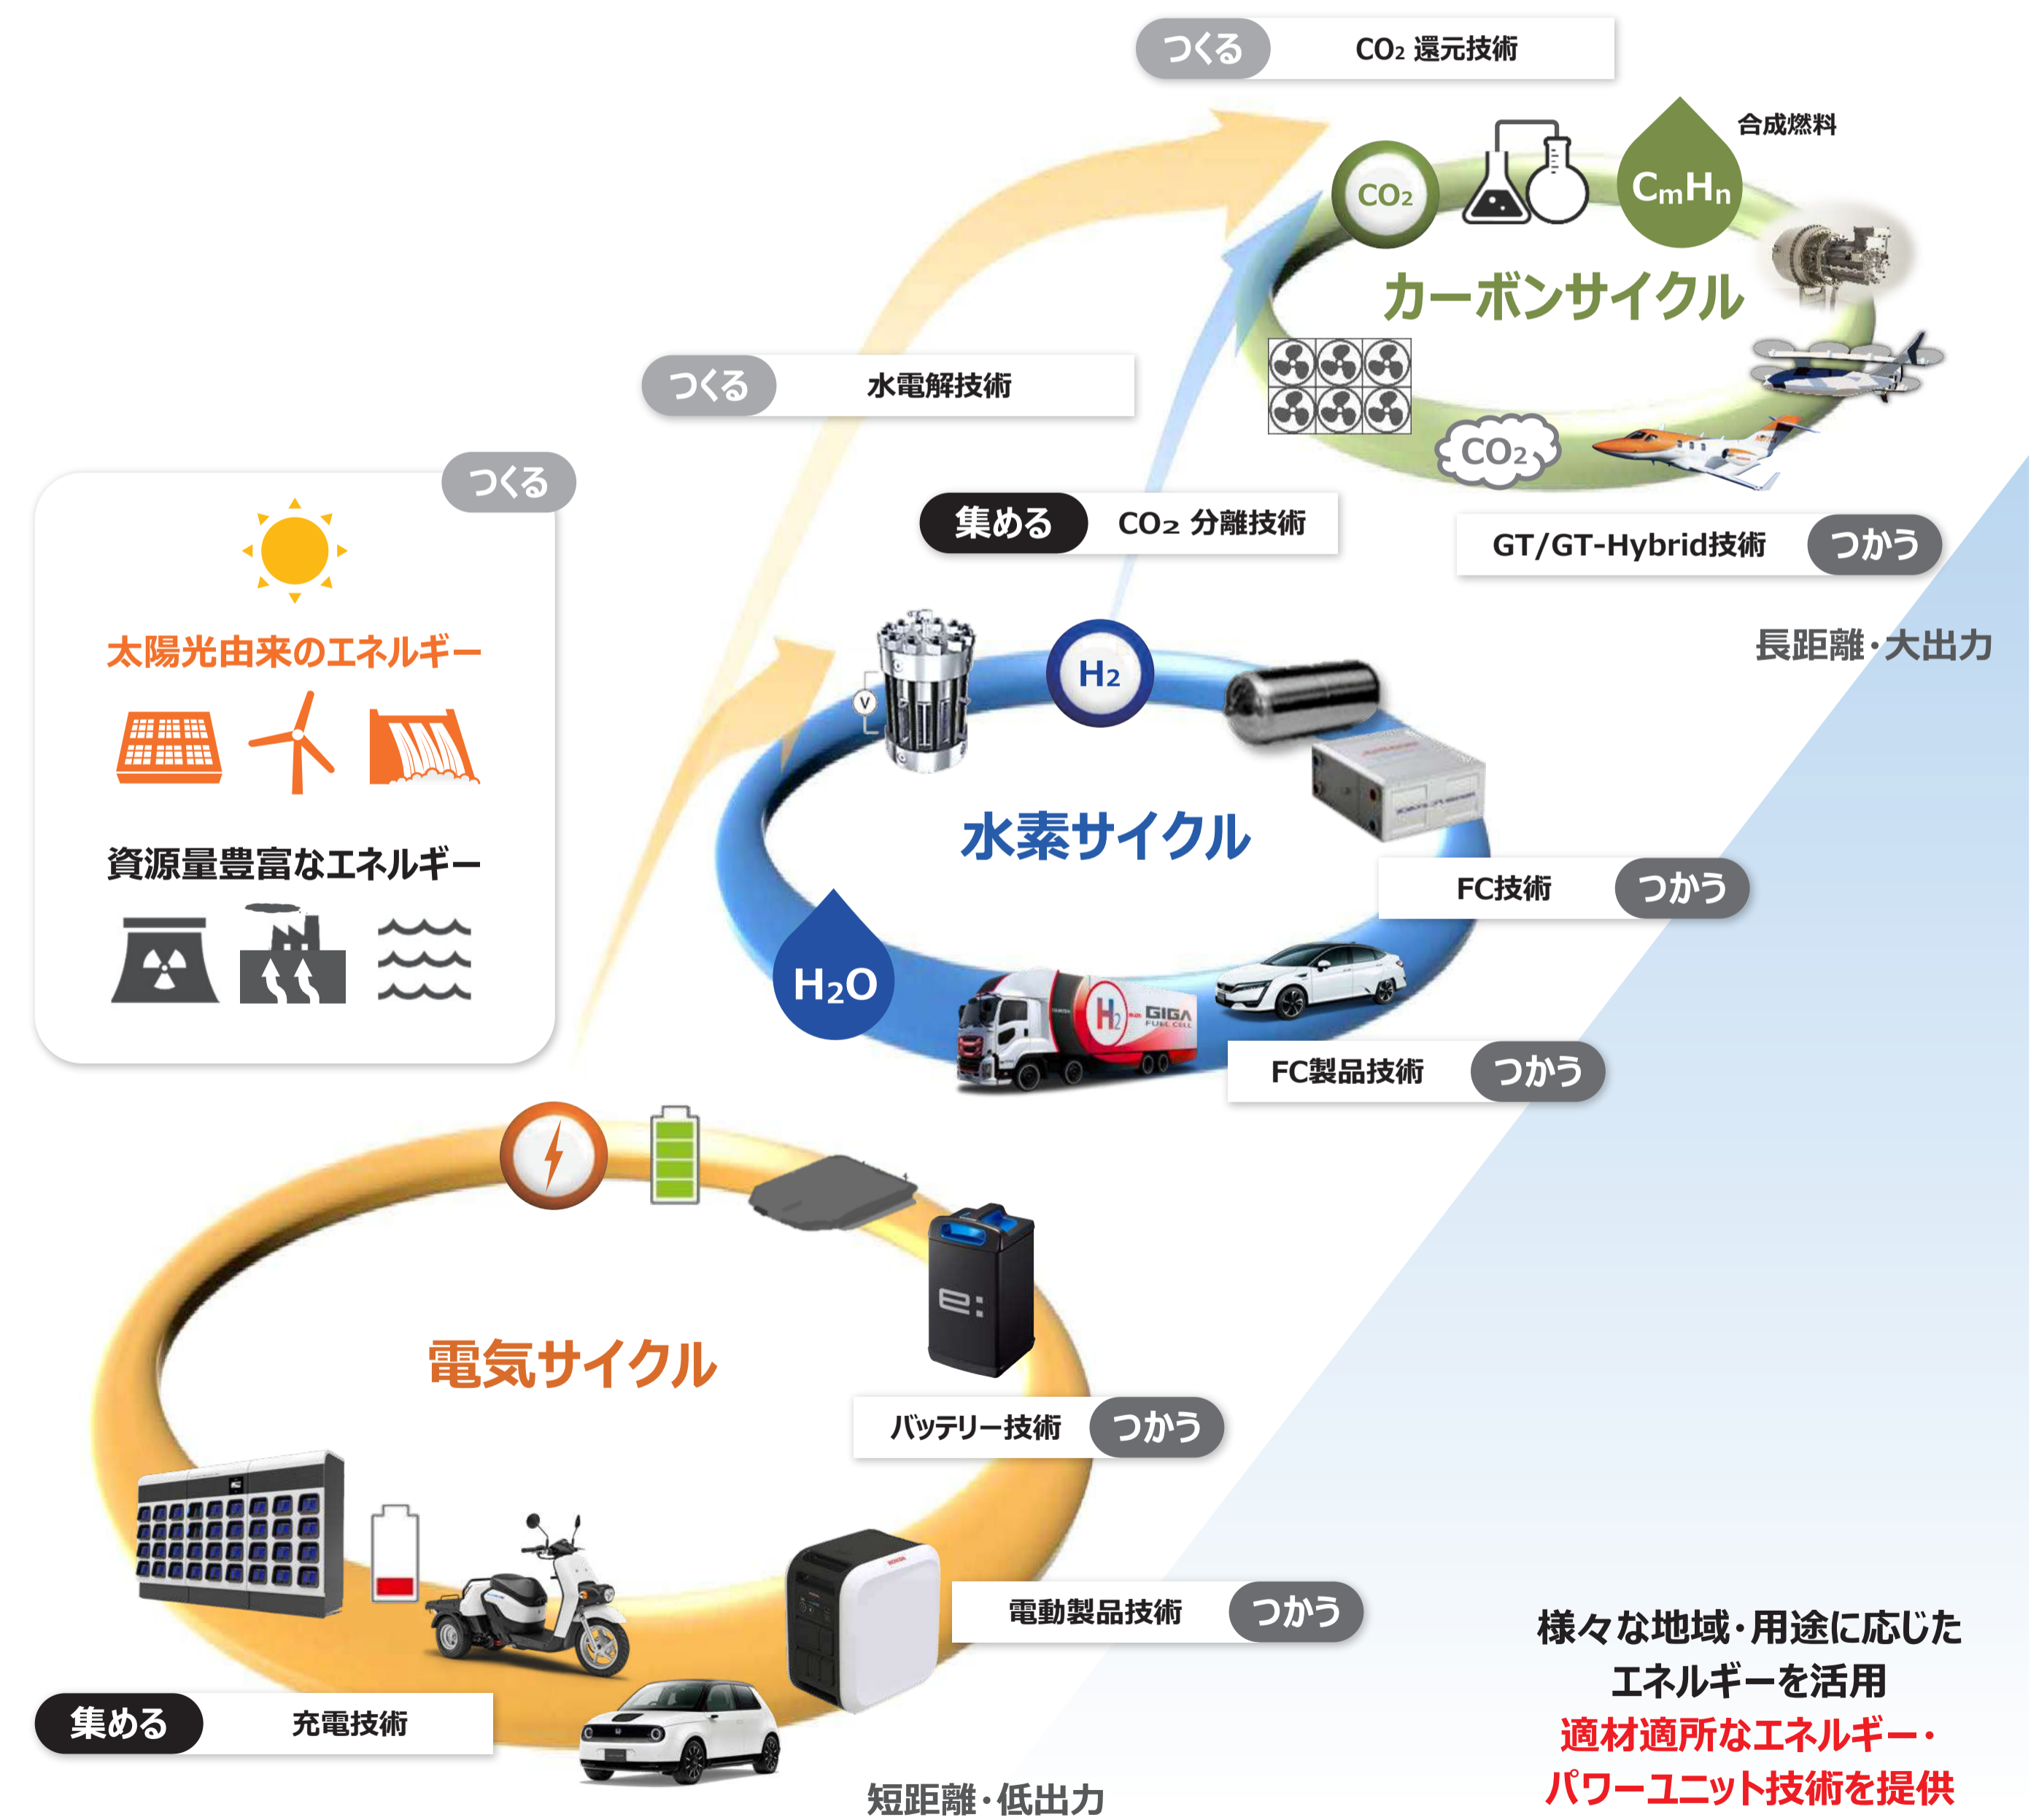 つくる
CO₂ 還元技術
合成燃料
CO₂
CmHn
カーボンサイクル
CO₂
つくる
水電解技術
集める
CO₂ 分離技術
GT/GT-Hybrid技術
つかう
長距離・大出力
つくる
太陽光由来のエネルギー
資源量豊富なエネルギー
V
H₂
水素サイクル
H₂O
FC技術
つかう
H₂
GIGA
FUEL CELL
FC製品技術
つかう
電気サイクル
e:
バッテリー技術
つかう
電動製品技術
つかう
集める
充電技術
短距離・低出力
様々な地域・用途に応じた
エネルギーを活用
適材適所なエネルギー・
パワーユニット技術を提供